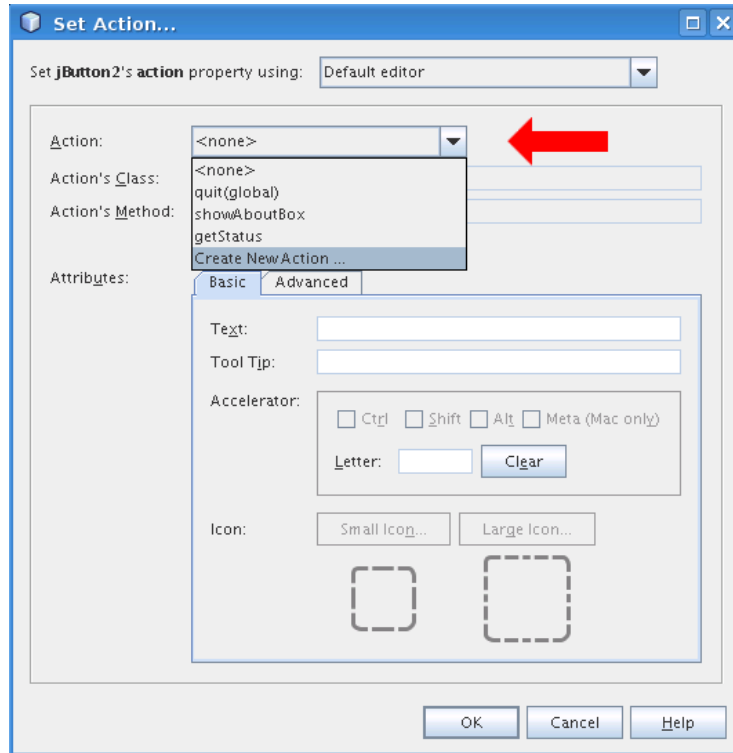 Set Action...
Set jButton2's action property using: Default editor
Action: <none>
<none>
Action's Class:
quit(global)
Action's Method:
showAboutBox
getStatus
Create New Action ...
Attributes:
Basic Advanced
Text:
Tool Tip:
Accelerator:
Ctrl Shift Alt Meta (Mac only)
Letter: Clear
Icon: Small Icon... Large Icon...
OK Cancel Help